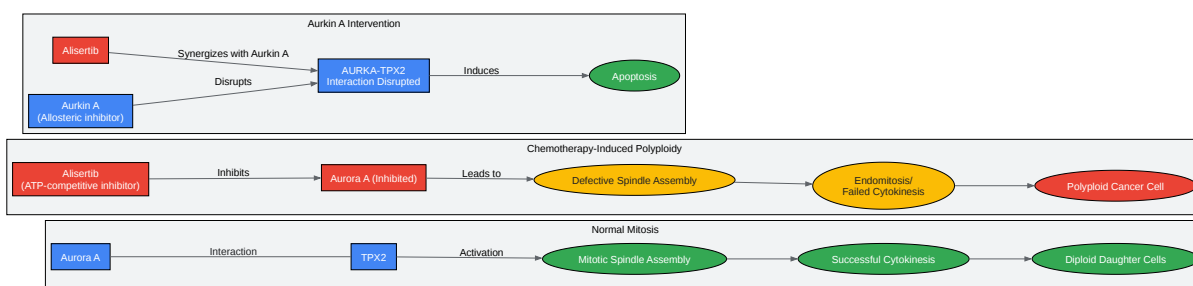 Aurkin A Intervention
Alisertib
Synergizes with Aurkin A
AURKA-TPX2
Interaction Disrupted
Induces
Apoptosis
Disrupts
Aurkin A
(Allosteric inhibitor)
Chemotherapy-Induced Polyploidy
Alisertib
(ATP-competitive inhibitor)
Inhibits
Aurora A (Inhibited)
Leads to
Defective Spindle Assembly
Endomitosis/
Failed Cytokinesis
Polyploid Cancer Cell
Normal Mitosis
Aurora A
Interaction
TPX2
Activation
Mitotic Spindle Assembly
Successful Cytokinesis
Diploid Daughter Cells